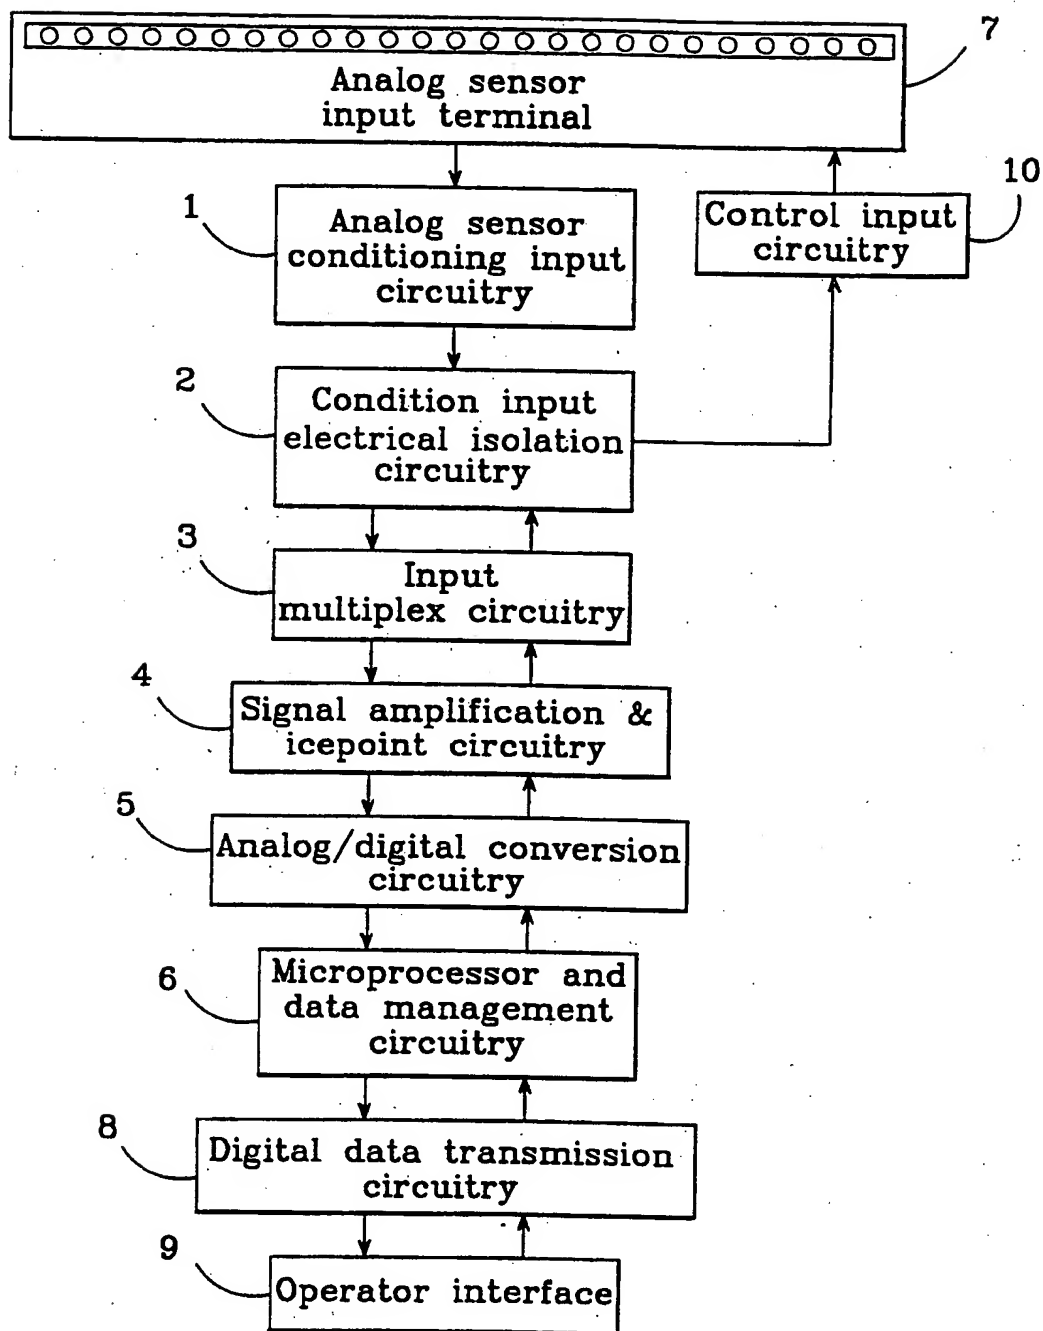 7
Analog sensor
input terminal
10
1
Analog sensor
conditioning input
circuitry
Control input
circuitry
2
Condition input
electrical isolation
circuitry
3
Input
multiplex circuitry
4
Signal amplification &
icepoint circuitry
5
Analog/digital conversion
circuitry
6
Microprocessor and
data management
circuitry
8
Digital data transmission
circuitry
9
Operator interface